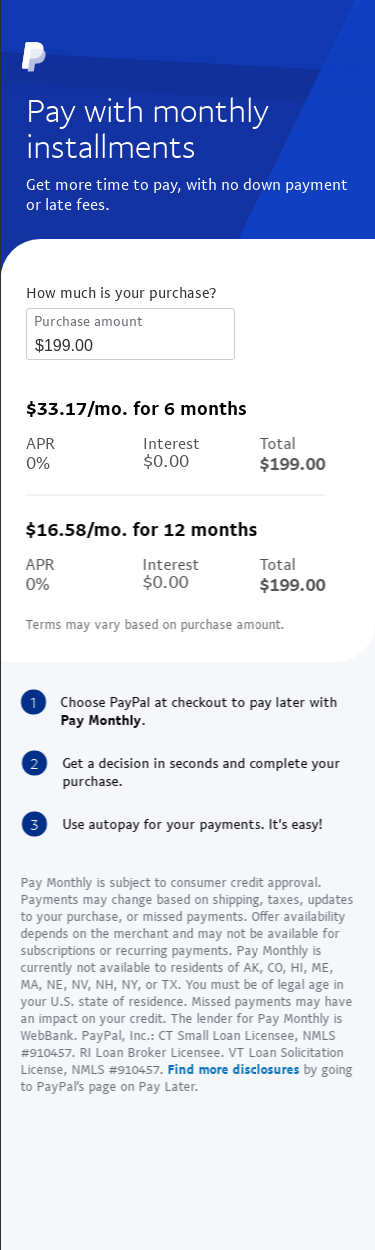 Pay with monthly
installments
Get more time to pay, with no down payment
or late fees.
How much is your purchase?
Purchase amount
$199.00
$33.17/mo. for 6 months
APR Interest Total
0% $0.00 $199.00
$16.58/mo. for 12 months
APR Interest Total
0% $0.00 $199.00
Terms may vary based on purchase amount.
1 Choose PayPal at checkout to pay later with
Pay Monthly.
2 Get a decision in seconds and complete your
purchase.
3 Use autopay for your payments. It's easy!
Pay Monthly is subject to consumer credit approval.
Payments may change based on shipping, taxes, updates
to your purchase, or missed payments. Offer availability
depends on the merchant and may not be available for
subscriptions or recurring payments. Pay Monthly is
currently not available to residents of AK, CO, HI, ME,
MA, NE, NV, NH, NY, or TX. You must be of legal age in
your U.S. state of residence. Missed payments may have
an impact on your credit. The lender for Pay Monthly is
WebBank. PayPal, Inc.: CT Small Loan Licensee, NMLS
#910457. RI Loan Broker Licensee. VT Loan Solicitation
License, NMLS #910457. Find more disclosures by going
to PayPal's page on Pay Later.